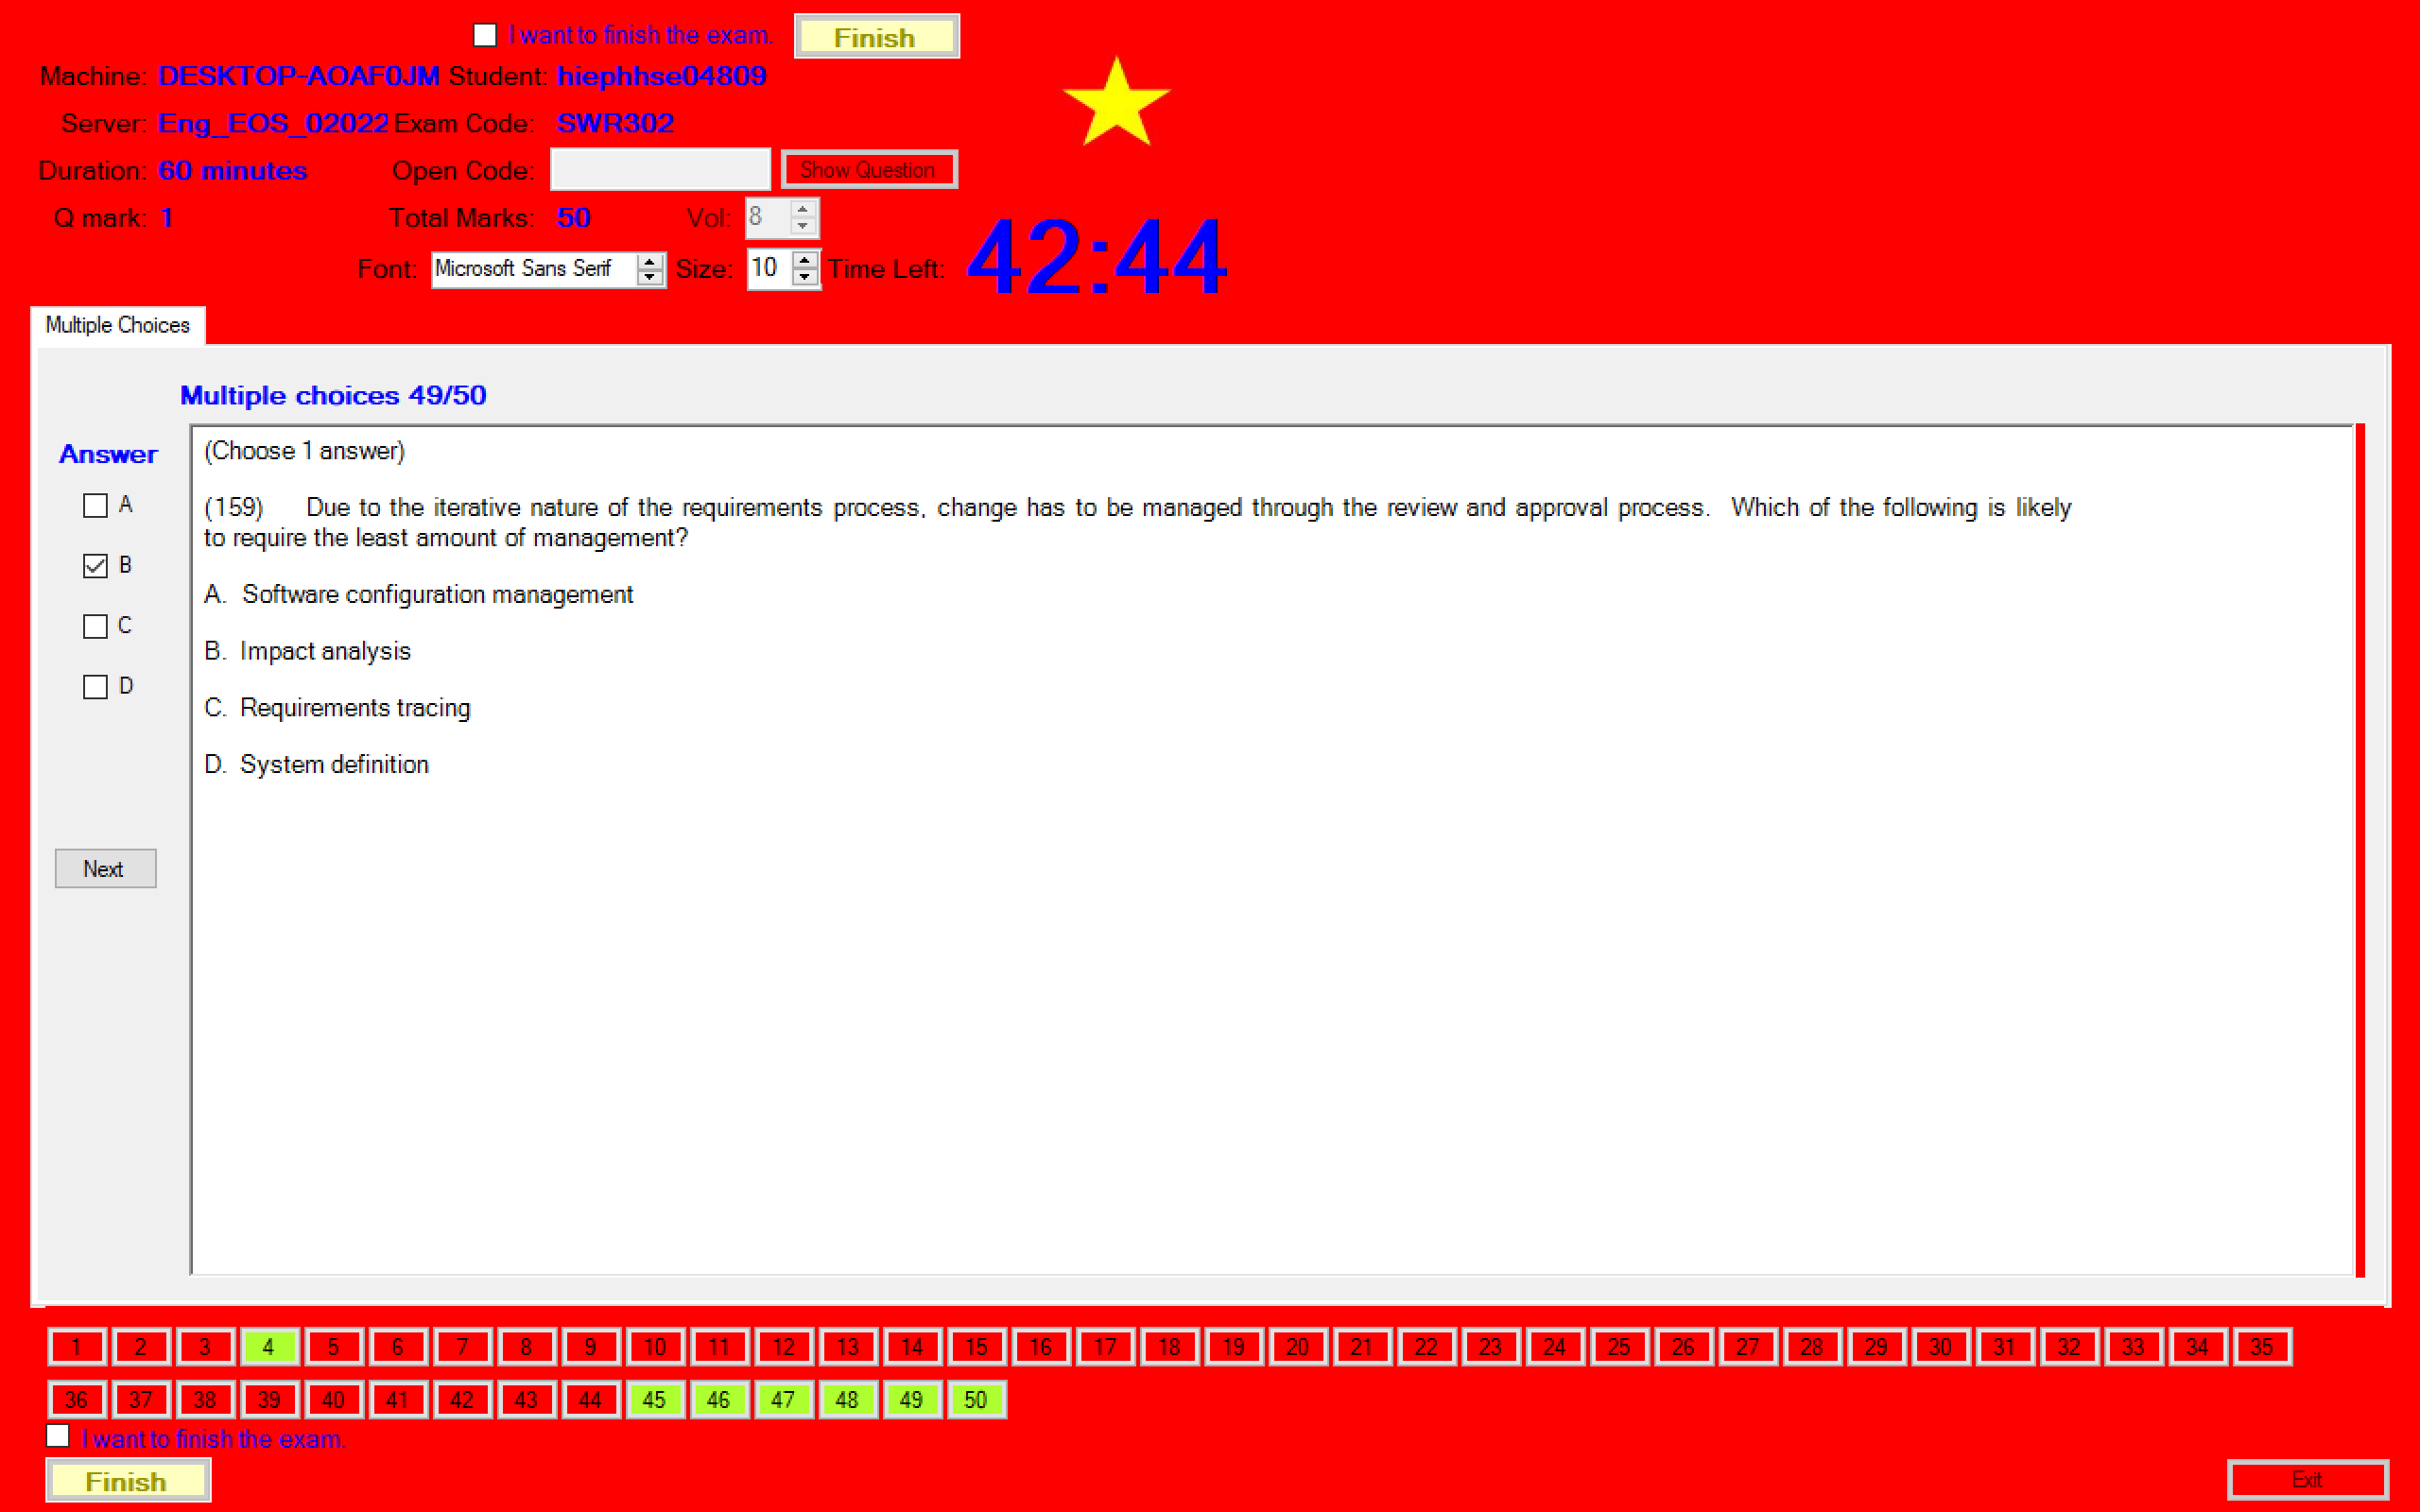 I want to finish the exam. Finish
Machine: DESKTOP-AOAF0JM Student: hiephhse04809
Server: Eng_EOS_02022 Exam Code: SWR302
Duration: 60 minutes Open Code: Show Question
Q mark: 1 Total Marks: 50 Vol: 8
Font: Microsoft Sans Serif Size: 10 Time Left: 42:44
Multiple Choices
Multiple choices 49/50
Answer
A
B
C
D
Next
(Choose 1 answer)
(159) Due to the iterative nature of the requirements process, change has to be managed through the review and approval process. Which of the following is likely
to require the least amount of management?
A. Software configuration management
B. Impact analysis
C. Requirements tracing
D. System definition
1 2 3 4 5 6 7 8 9 10 11 12 13 14 15 16 17 18 19 20 21 22 23 24 25 26 27 28 29 30 31 32 33 34 35
36 37 38 39 40 41 42 43 44 45 46 47 48 49 50
I want to finish the exam.
Finish Exit